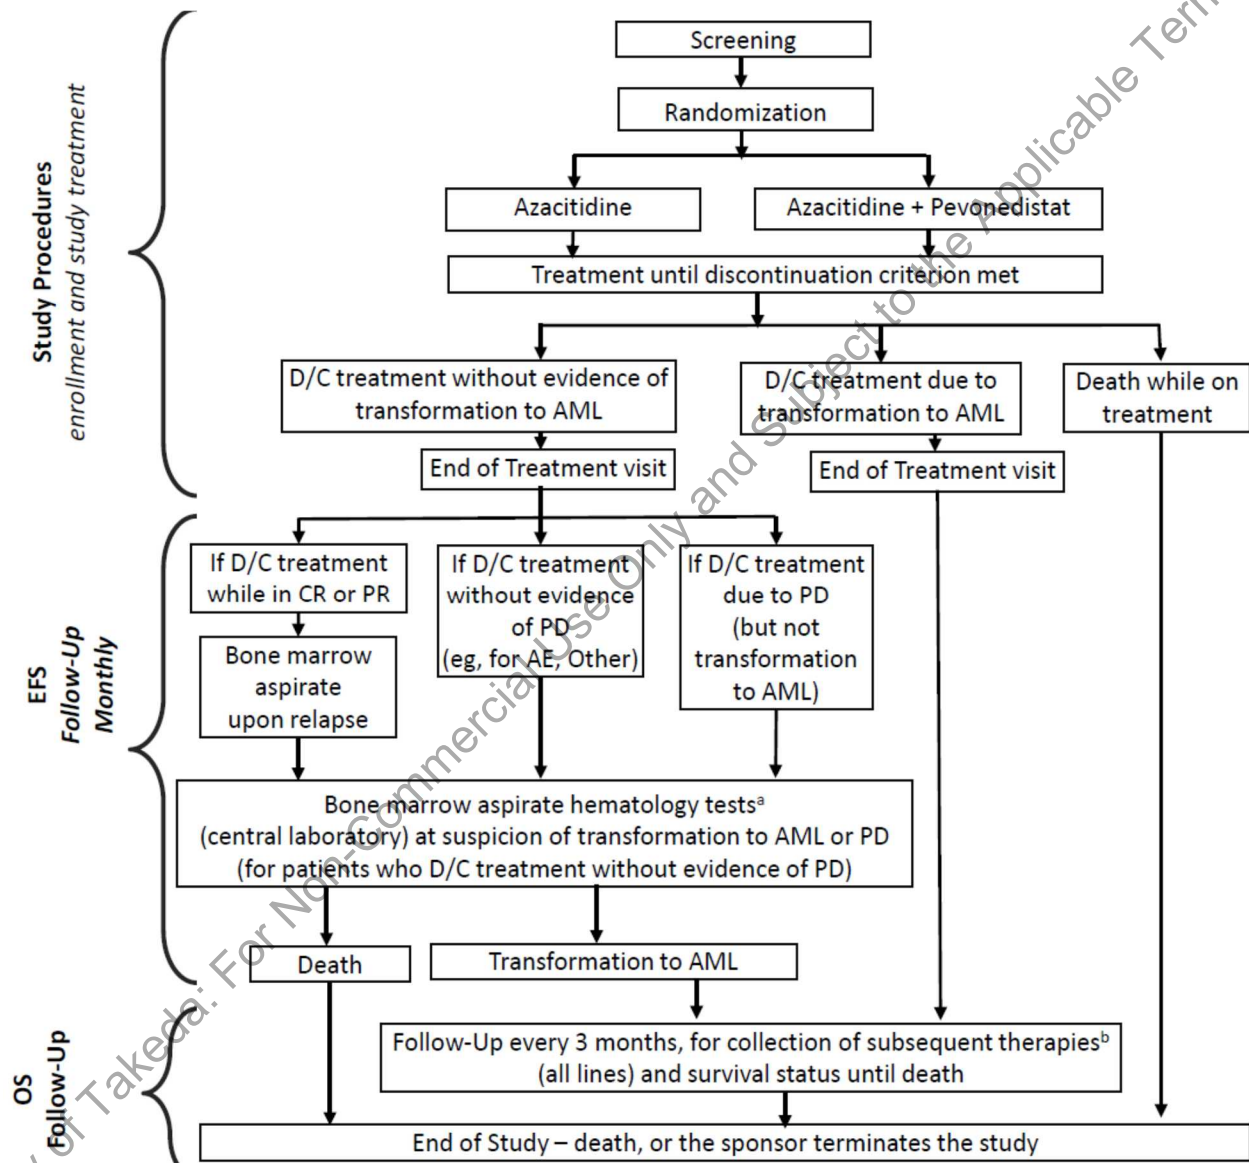 Screening
Randomization
Azacitidine
Azacitidine + Pevonedistat
Treatment until discontinuation criterion met
Study Procedures
enrollment and study treatment
D/C treatment without evidence of
transformation to AML
D/C treatment due to
transformation to AML
Death while on
treatment
End of Treatment visit
End of Treatment visit
EFS
Follow-Up
Monthly
If D/C treatment
while in CR or PR
If D/C treatment
without evidence
of PD
(eg, for AE, Other)
If D/C treatment
due to PD
(but not
transformation
to AML)
Bone marrow
aspirate
upon relapse
Bone marrow aspirate hematology testsᵃ
(central laboratory) at suspicion of transformation to AML or PD
(for patients who D/C treatment without evidence of PD)
Death
Transformation to AML
OS
Follow-Up
Follow-Up every 3 months, for collection of subsequent therapiesᵇ
(all lines) and survival status until death
End of Study – death, or the sponsor terminates the study
of Takeda: For Non-Commercial Use Only and Subject to the Applicable